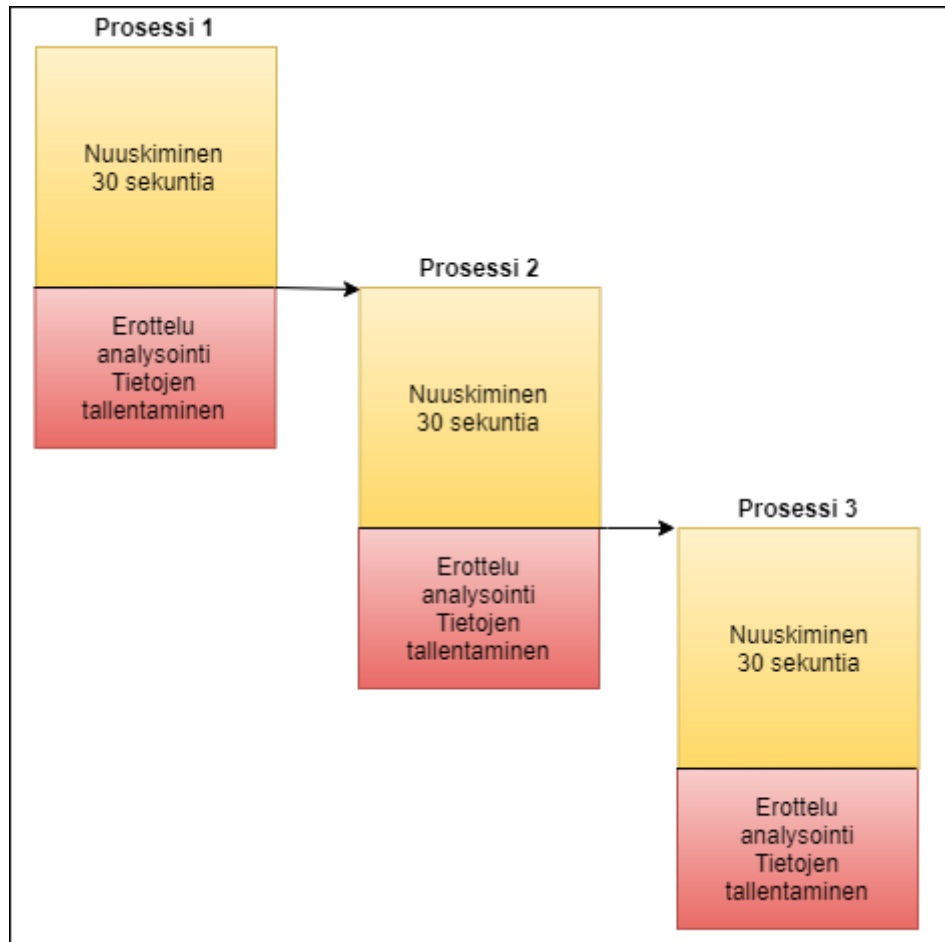 Prosessi 1
Nuuskiminen
30 sekuntia
Erottelu
analysointi
Tietojen
tallentaminen
Prosessi 2
Nuuskiminen
30 sekuntia
Erottelu
analysointi
Tietojen
tallentaminen
Prosessi 3
Nuuskiminen
30 sekuntia
Erottelu
analysointi
Tietojen
tallentaminen